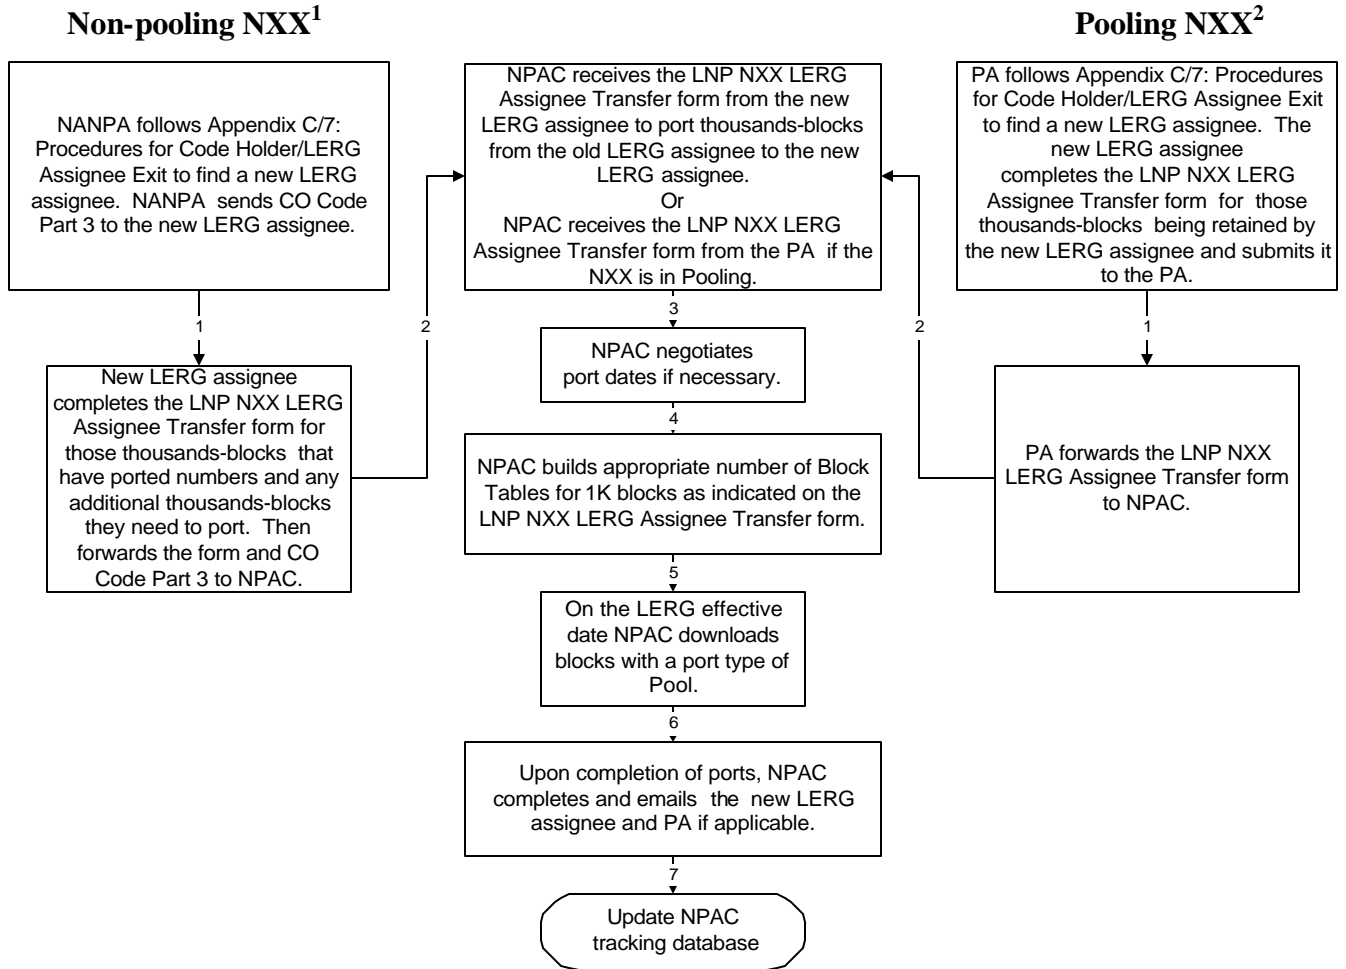 Non-pooling NXX1
Pooling NXX2
NANPA follows Appendix C/7:
Procedures for Code Holder/LERG
Assignee Exit to find a new LERG
assignee. NANPA sends CO Code
Part 3 to the new LERG assignee.
1
New LERG assignee
completes the LNP NXX LERG
Assignee Transfer form for
those thousands-blocks that
have ported numbers and any
additional thousands-blocks
they need to port. Then
forwards the form and CO
Code Part 3 to NPAC.
2
NPAC receives the LNP NXX LERG
Assignee Transfer form from the new
LERG assignee to port thousands-blocks
from the old LERG assignee to the new
LERG assignee.
Or
NPAC receives the LNP NXX LERG
Assignee Transfer form from the PA if the
NXX is in Pooling.
3
NPAC negotiates
port dates if necessary.
4
NPAC builds appropriate number of Block
Tables for 1K blocks as indicated on the
LNP NXX LERG Assignee Transfer form.
5
On the LERG effective
date NPAC downloads
blocks with a port type of
Pool.
6
Upon completion of ports, NPAC
completes and emails the new LERG
assignee and PA if applicable.
7
Update NPAC
tracking database
PA follows Appendix C/7: Procedures
for Code Holder/LERG Assignee Exit
to find a new LERG assignee. The
new LERG assignee
completes the LNP NXX LERG
Assignee Transfer form for those
thousands-blocks being retained by
the new LERG assignee and submits it
to the PA.
1
PA forwards the LNP NXX
LERG Assignee Transfer form
to NPAC.
2